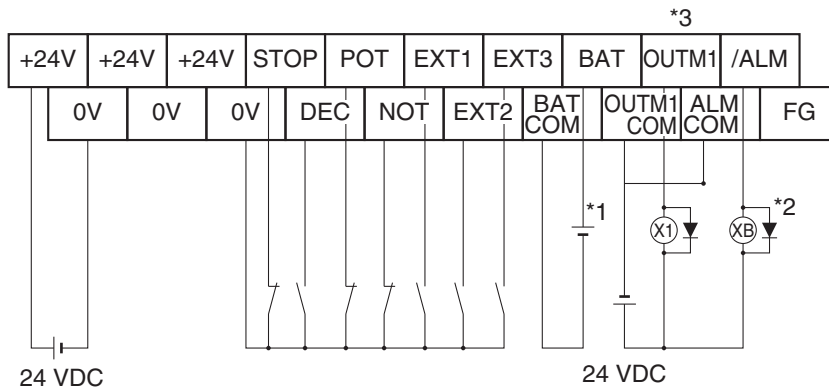 *3
+24V +24V +24V STOP POT EXT1 EXT3 BAT OUTM1 /ALM
0V 0V 0V DEC NOT EXT2 BAT COM OUTM1 COM ALM COM FG
*1 *2
X1 XB
24 VDC 24 VDC